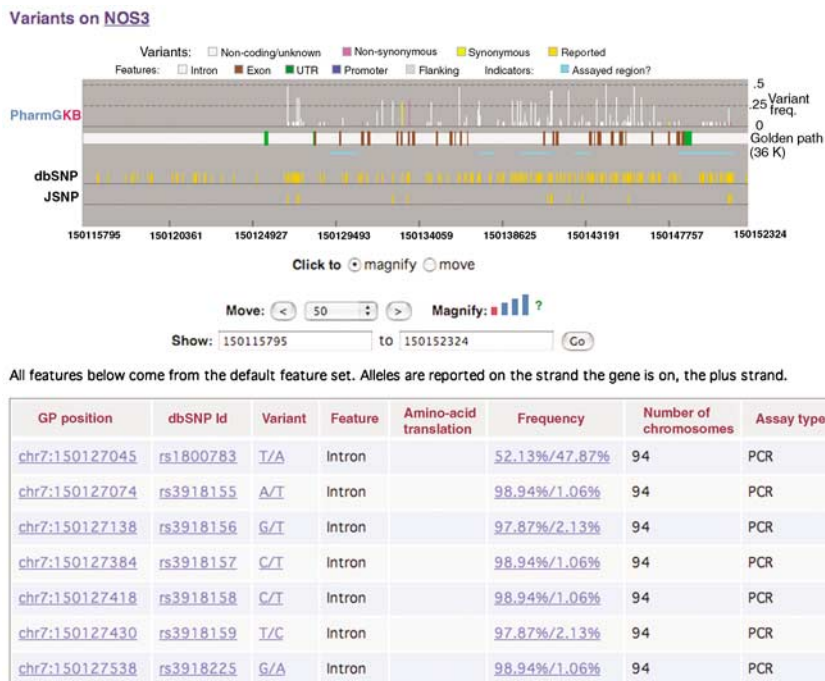 Variants on NOS3
Variants: Non-coding/unknown Non-synonymous Synonymous Reported
Features: Intron Exon UTR Promoter Flanking Indicators: Assayed region?
.5
.25 Variant freq.
0
PharmGKB
Golden path (36 K)
dbSNP
JSNP
150115795 150120361 150124927 150129493 150134059 150138625 150143191 150147757 150152324
Click to magnify move
Move: < 50 > Magnify: ?
Show: 150115795 to 150152324 Go
All features below come from the default feature set. Alleles are reported on the strand the gene is on, the plus strand.
GP position dbSNP Id Variant Feature Amino-acid translation Frequency Number of chromosomes Assay type
chr7:150127045 rs1800783 T/A Intron 52.13%/47.87% 94 PCR
chr7:150127074 rs3918155 A/T Intron 98.94%/1.06% 94 PCR
chr7:150127138 rs3918156 G/T Intron 97.87%/2.13% 94 PCR
chr7:150127384 rs3918157 C/T Intron 98.94%/1.06% 94 PCR
chr7:150127418 rs3918158 C/T Intron 98.94%/1.06% 94 PCR
chr7:150127430 rs3918159 T/C Intron 97.87%/2.13% 94 PCR
chr7:150127538 rs3918225 G/A Intron 98.94%/1.06% 94 PCR